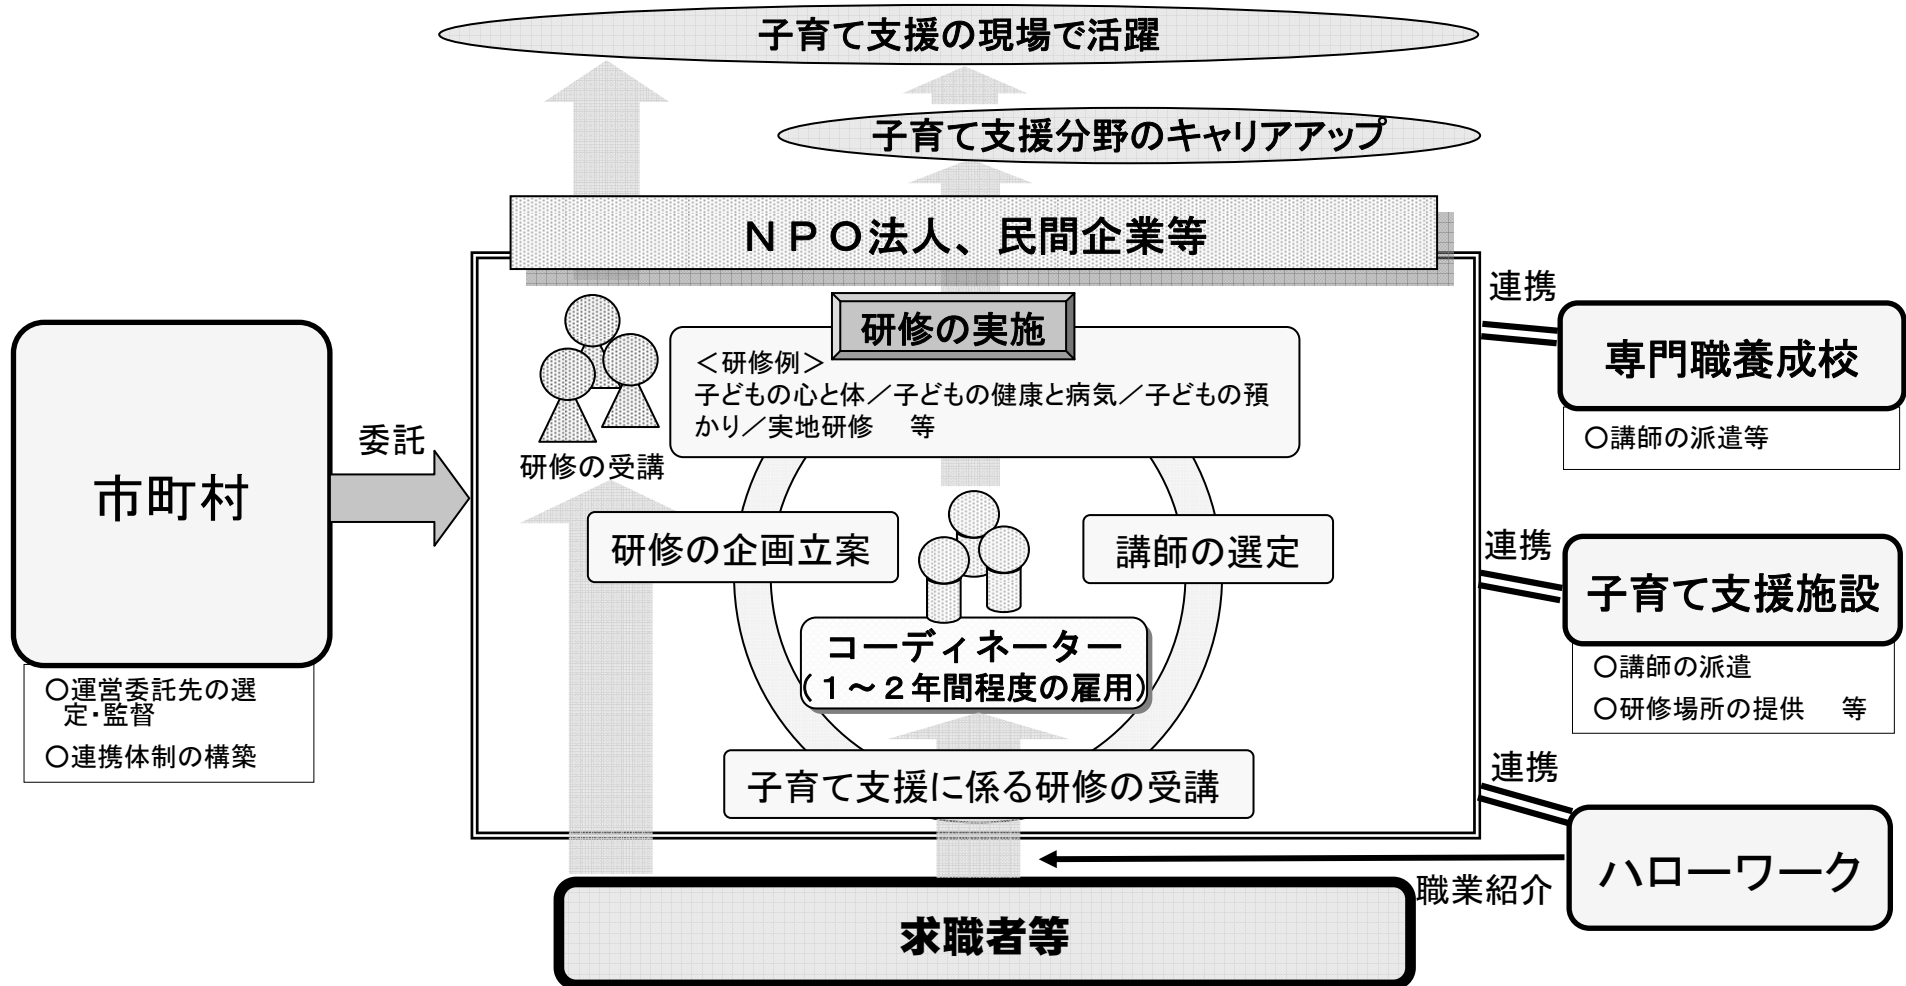 子育て支援の現場で活躍
子育て支援分野のキャリアアップ
ＮＰＯ法人、民間企業等
連携
専門職養成校
○講師の派遣等
研修の実施
＜研修例＞
子どもの心と体／子どもの健康と病気／子どもの預
かり／実地研修　等
研修の受講
委託
市町村
○運営委託先の選
定・監督
○連携体制の構築
研修の企画立案
講師の選定
コーディネーター
(１～２年間程度の雇用)
子育て支援に係る研修の受講
連携
子育て支援施設
○講師の派遣
○研修場所の提供　等
連携
ハローワーク
職業紹介
求職者等